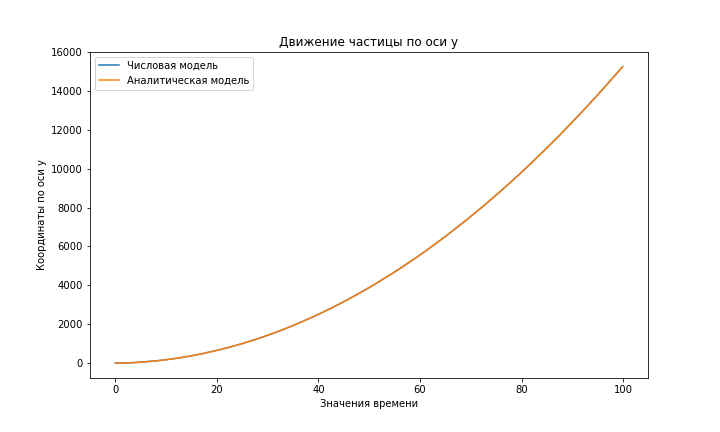 Движение частицы по оси y
Числовая модель
Аналитическая модель
16000
14000
12000
10000
8000
6000
4000
2000
0
Координаты по оси y
0 20 40 60 80 100
Значения времени